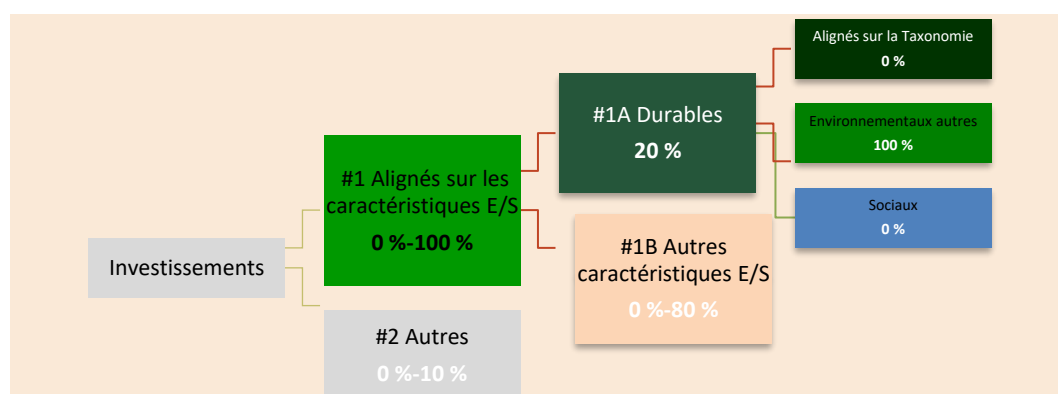 Investissements
#1 Alignés sur les
caractéristiques E/S
0 %-100 %
#2 Autres
0 %-10 %
#1A Durables
20 %
#1B Autres
caractéristiques E/S
0 %-80 %
Alignés sur la Taxonomie
0 %
Environnementaux autres
100 %
Sociaux
0 %